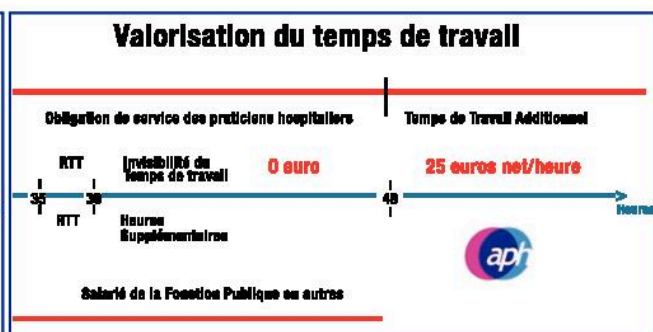 Valorisation du temps de travail
Obligation de service des praticiens hospitaliers
Temps de Travail Additionnel
RTT
Invisibilité du
Temps de travail
0 euro
25 euros net/heure
35
39
48
Heures
RTT
Heures
Supplémentaires
aph
Salarié de la Fonction Publique ou autres